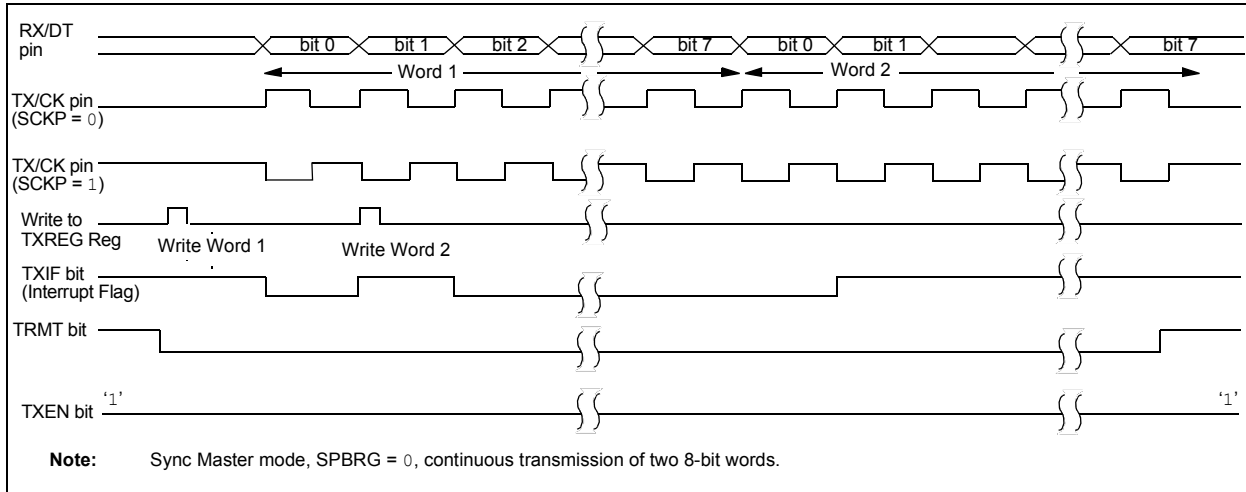 RX/DT
pin
bit 0 bit 1 bit 2 bit 7 bit 0 bit 1 bit 7
Word 1 Word 2
TX/CK pin
(SCKP = 0)
TX/CK pin
(SCKP = 1)
Write to
TXREG Reg
Write Word 1 Write Word 2
TXIF bit
(Interrupt Flag)
TRMT bit
‘1’ ‘1’
TXEN bit
Note: Sync Master mode, SPBRG = 0, continuous transmission of two 8-bit words.